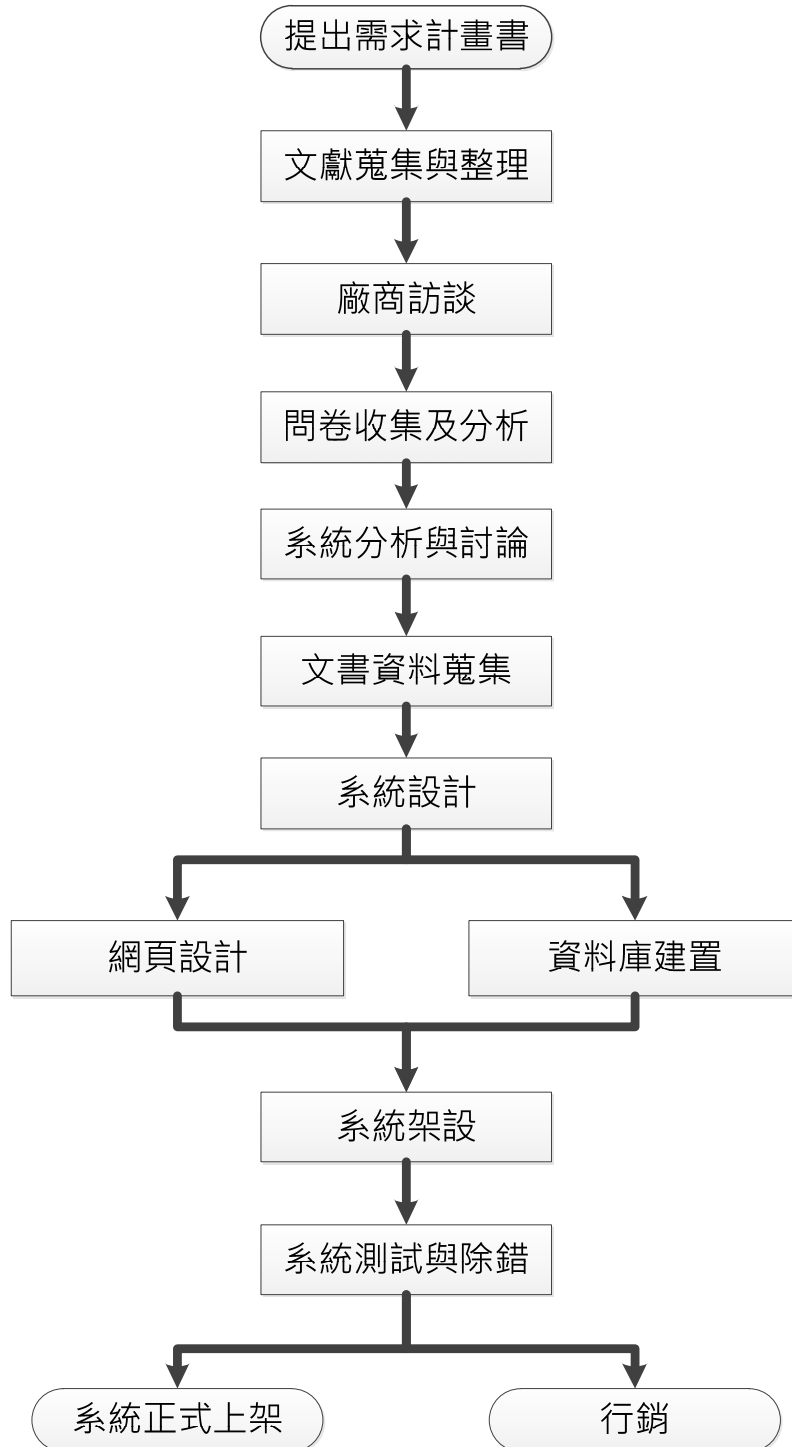 提出需求計畫書
文獻蒐集與整理
廠商訪談
問卷收集及分析
系統分析與討論
文書資料蒐集
系統設計
網頁設計
資料庫建置
系統架設
系統測試與除錯
系統正式上架
行銷